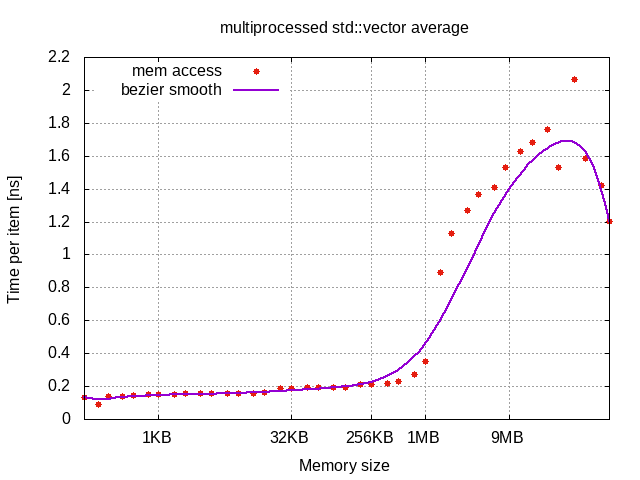 multiprocessed std::vector average
mem access
bezier smooth
Time per item [ns]
2.2
2
1.8
1.6
1.4
1.2
1
0.8
0.6
0.4
0.2
0
1KB 32KB 256KB 1MB 9MB
Memory size